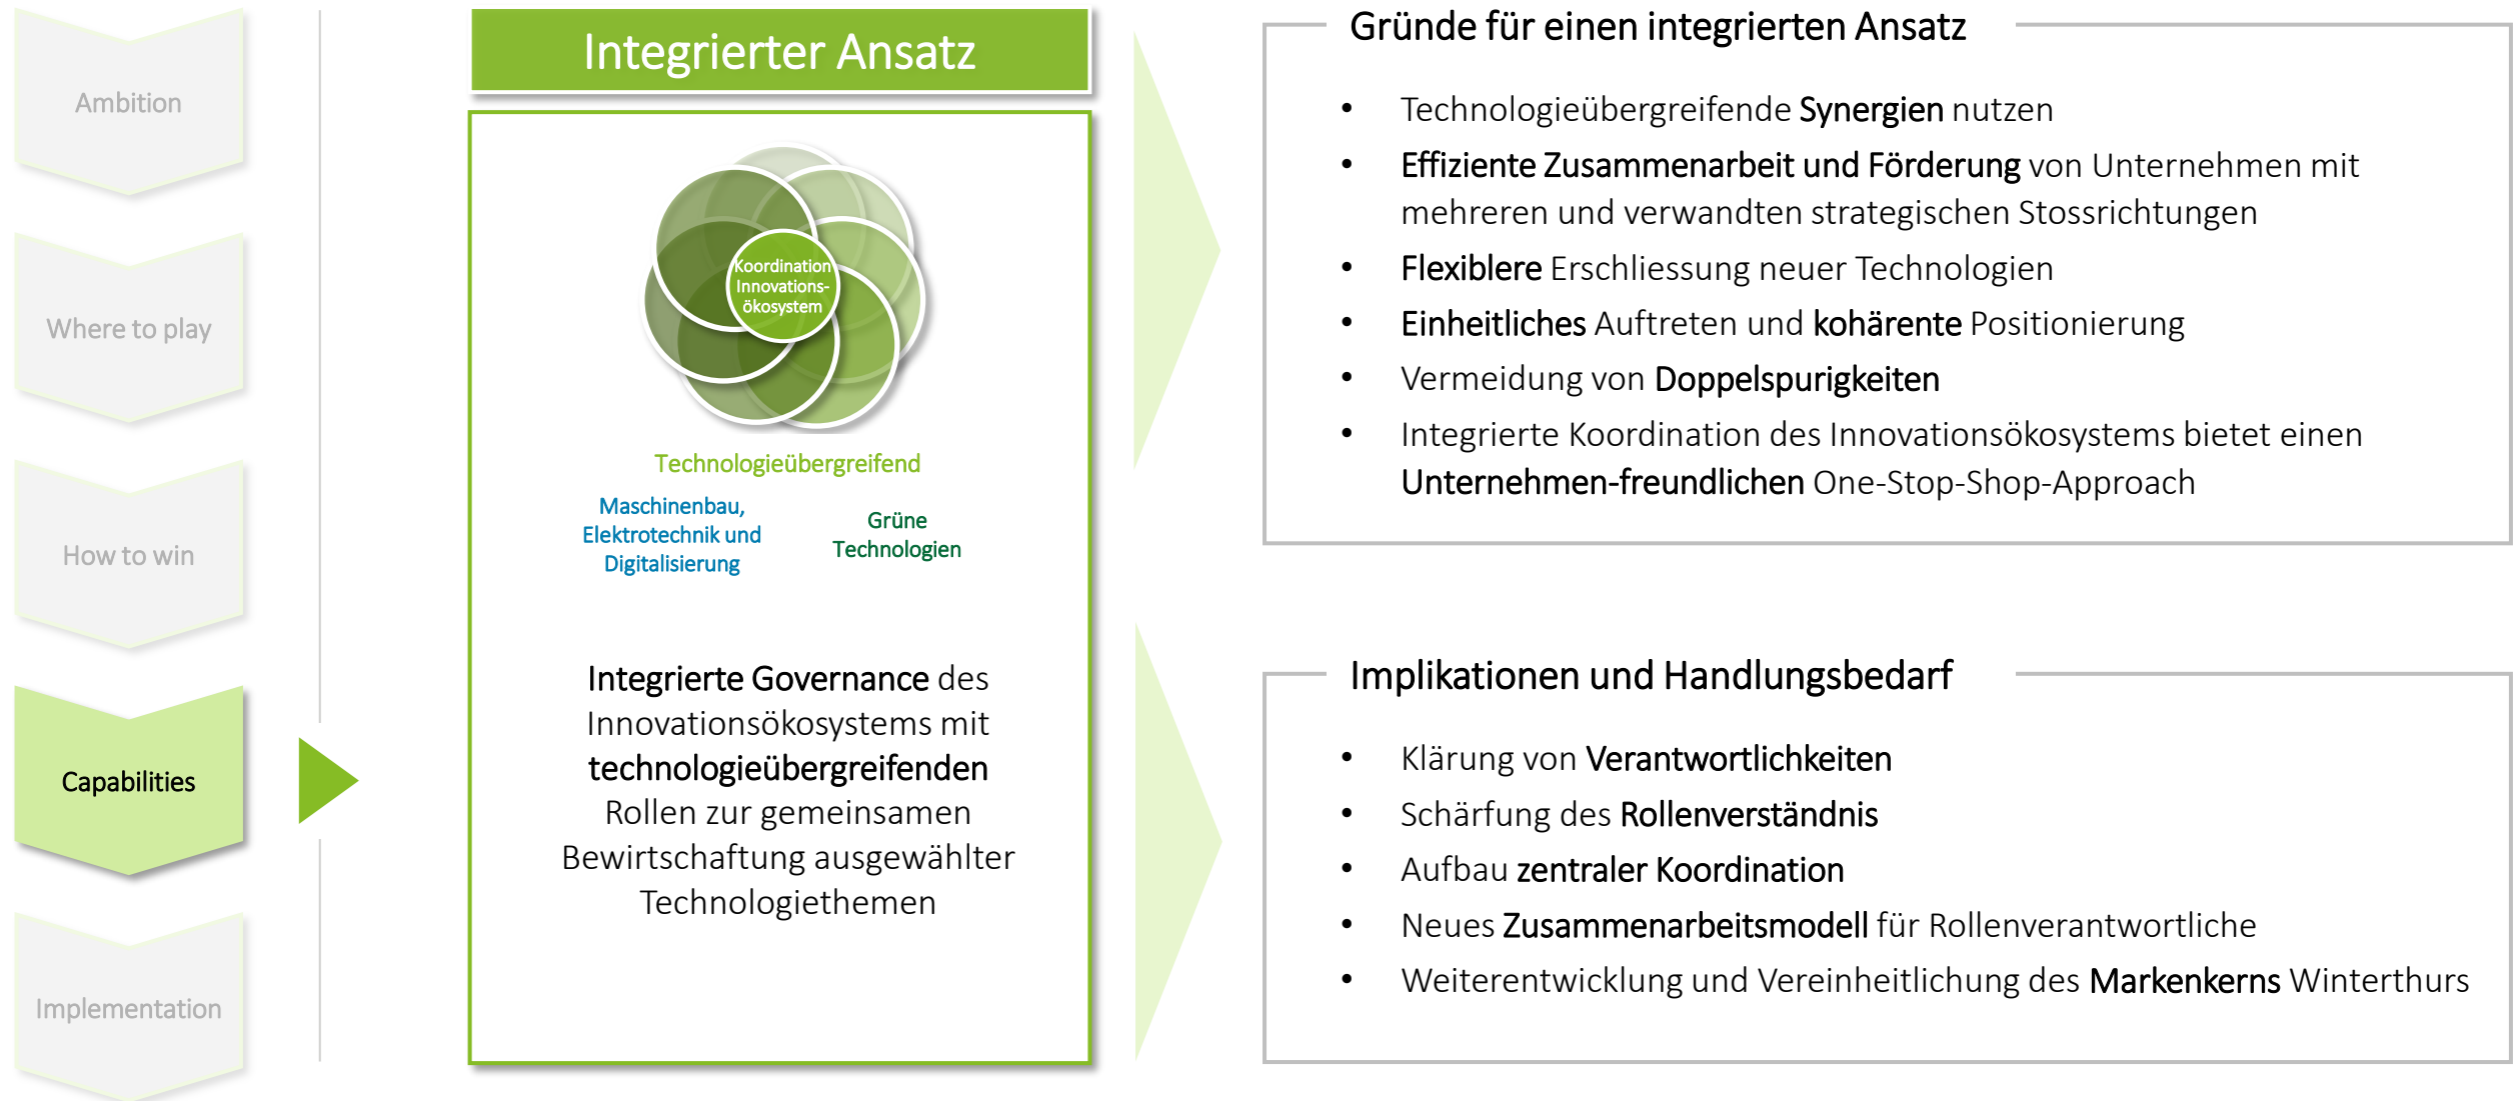 Ambition
Where to play
How to win
Capabilities
Implementation
Integrierter Ansatz
Koordination
Innovations-
ökosystem
Technologieübergreifend
Maschinenbau,
Elektrotechnik und
Digitalisierung
Grüne
Technologien
Integrierte Governance des
Innovationsökosystems mit
technologieübergreifenden
Rollen zur gemeinsamen
Bewirtschaftung ausgewählter
Technologiethemen
Gründe für einen integrierten Ansatz
• Technologieübergreifende Synergien nutzen
• Effiziente Zusammenarbeit und Förderung von Unternehmen mit
mehreren und verwandten strategischen Stossrichtungen
• Flexiblere Erschliessung neuer Technologien
• Einheitliches Auftreten und kohärente Positionierung
• Vermeidung von Doppelspurigkeiten
• Integrierte Koordination des Innovationsökosystems bietet einen
Unternehmen-freundlichen One-Stop-Shop-Approach
Implikationen und Handlungsbedarf
• Klärung von Verantwortlichkeiten
• Schärfung des Rollenverständnis
• Aufbau zentraler Koordination
• Neues Zusammenarbeitsmodell für Rollenverantwortliche
• Weiterentwicklung und Vereinheitlichung des Markenkerns Winterthurs